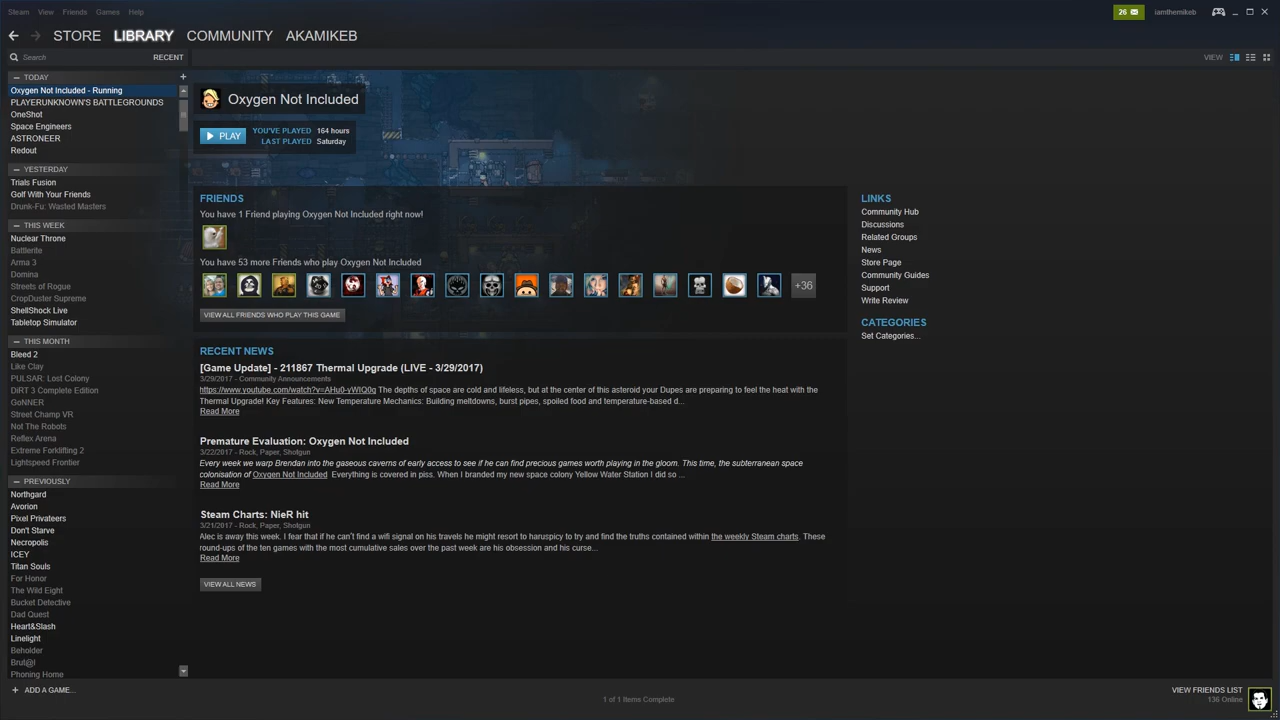 Steam View Friends Games Help
26 iamthemikeb
STORE LIBRARY COMMUNITY AKAMIKEB
Search RECENT
VIEW
TODAY
Oxygen Not Included - Running
PLAYERUNKNOWN'S BATTLEGROUNDS
OneShot
Space Engineers
ASTRONEER
Redout
YESTERDAY
Trials Fusion
Golf With Your Friends
Drunk-Fu: Wasted Masters
THIS WEEK
Nuclear Throne
Battlerite
Arma 3
Domina
Streets of Rogue
CropDuster Supreme
ShellShock Live
Tabletop Simulator
THIS MONTH
Bleed 2
Like Clay
PULSAR: Lost Colony
DiRT 3 Complete Edition
GoNNER
Street Champ VR
Not The Robots
Reflex Arena
Extreme Forklifting 2
Lightspeed Frontier
PREVIOUSLY
Northgard
Avorion
Pixel Privateers
Don't Starve
Necropolis
ICEY
Titan Souls
For Honor
The Wild Eight
Bucket Detective
Dad Quest
Heart&Slash
Linelight
Beholder
Brut@l
Phoning Home
ADD A GAME...
Oxygen Not Included
PLAY
YOU'VE PLAYED 164 hours
LAST PLAYED Saturday
FRIENDS
You have 1 Friend playing Oxygen Not Included right now!
You have 53 more Friends who play Oxygen Not Included
+36
VIEW ALL FRIENDS WHO PLAY THIS GAME
RECENT NEWS
[Game Update] - 211867 Thermal Upgrade (LIVE - 3/29/2017)
3/29/2017 - Community Announcements
https://www.youtube.com/watch?v=AHu0-yWIQ0g The depths of space are cold and lifeless, but at the center of this asteroid your Dupes are preparing to feel the heat with the
Thermal Upgrade! Key Features: New Temperature Mechanics: Building meltdowns, burst pipes, spoiled food and temperature-based d...
Read More
Premature Evaluation: Oxygen Not Included
3/22/2017 - Rock, Paper, Shotgun
Every week we warp Brendan into the gaseous caverns of early access to see if he can find precious games worth playing in the gloom. This time, the subterranean space
colonisation of Oxygen Not Included Everything is covered in piss. When I branded my new space colony Yellow Water Station I did so ...
Read More
Steam Charts: NieR hit
3/21/2017 - Rock, Paper, Shotgun
Alec is away this week. I fear that if he can't find a wifi signal on his travels he might resort to haruspicy to try and find the truths contained within the weekly Steam charts. These
round-ups of the ten games with the most cumulative sales over the past week are his obsession and his curse...
Read More
VIEW ALL NEWS
LINKS
Community Hub
Discussions
Related Groups
News
Store Page
Community Guides
Support
Write Review
CATEGORIES
Set Categories...
1 of 1 Items Complete
VIEW FRIENDS LIST
136 Online